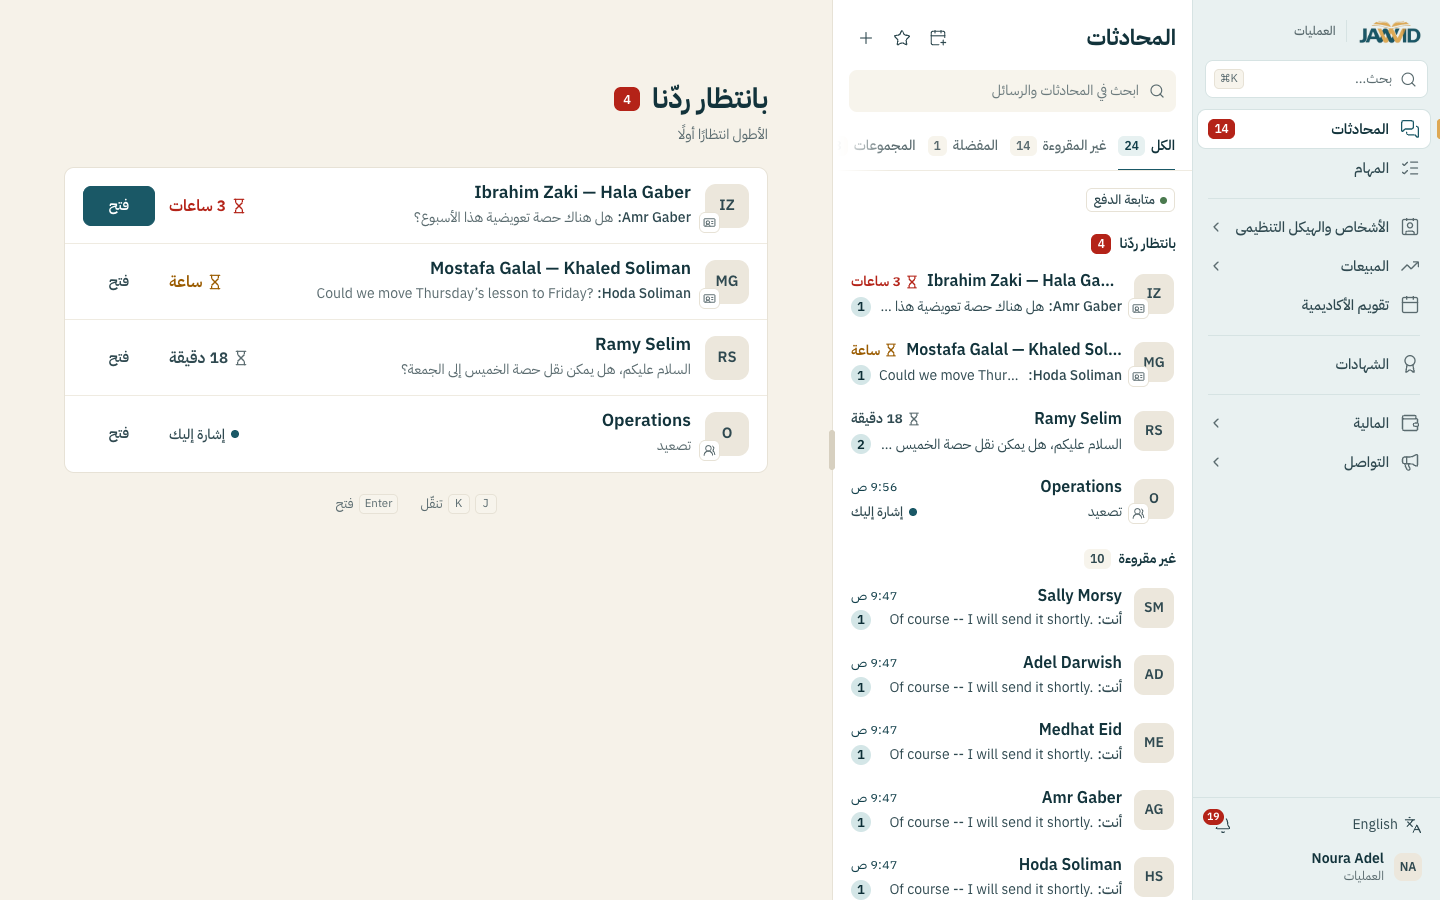 JAWWID
العمليات
بحث...
⌘K
المحادثات
14
المهام
الأشخاص والهيكل التنظيمي
المبيعات
تقويم الأكاديمية
الشهادات
المالية
التواصل
English
19
NA
Noura Adel
العمليات
المحادثات
ابحث في المحادثات والرسائل
الكل 24
غير المقروءة 14
المفضلة 1
المجموعات
متابعة الدفع
بانتظار ردّنا 4
IZ
Ibrahim Zaki — Hala Ga...
3 ساعات
Amr Gaber: هل هناك حصة تعويضية هذا ...
1
MG
Mostafa Galal — Khaled Sol...
ساعة
Hoda Soliman: Could we move Thur...
1
RS
Ramy Selim
18 دقيقة
السلام عليكم، هل يمكن نقل حصة الخميس ...
2
O
Operations
9:56 ص
تصعيد
إشارة إليك
غير مقروءة 10
SM
Sally Morsy
9:47 ص
أنت: Of course -- I will send it shortly.
1
AD
Adel Darwish
9:47 ص
أنت: Of course -- I will send it shortly.
1
ME
Medhat Eid
9:47 ص
أنت: Of course -- I will send it shortly.
1
AG
Amr Gaber
9:47 ص
أنت: Of course -- I will send it shortly.
1
HS
Hoda Soliman
9:47 ص
أنت: Of course -- I will send it shortly.
1
بانتظار ردّنا 4
الأطول انتظارًا أولًا
IZ
Ibrahim Zaki — Hala Gaber
Amr Gaber: هل هناك حصة تعويضية هذا الأسبوع؟
3 ساعات
فتح
MG
Mostafa Galal — Khaled Soliman
Hoda Soliman: Could we move Thursday's lesson to Friday?
ساعة
فتح
RS
Ramy Selim
السلام عليكم، هل يمكن نقل حصة الخميس إلى الجمعة؟
18 دقيقة
فتح
O
Operations
تصعيد
إشارة إليك
فتح
J K تنقّل
Enter فتح